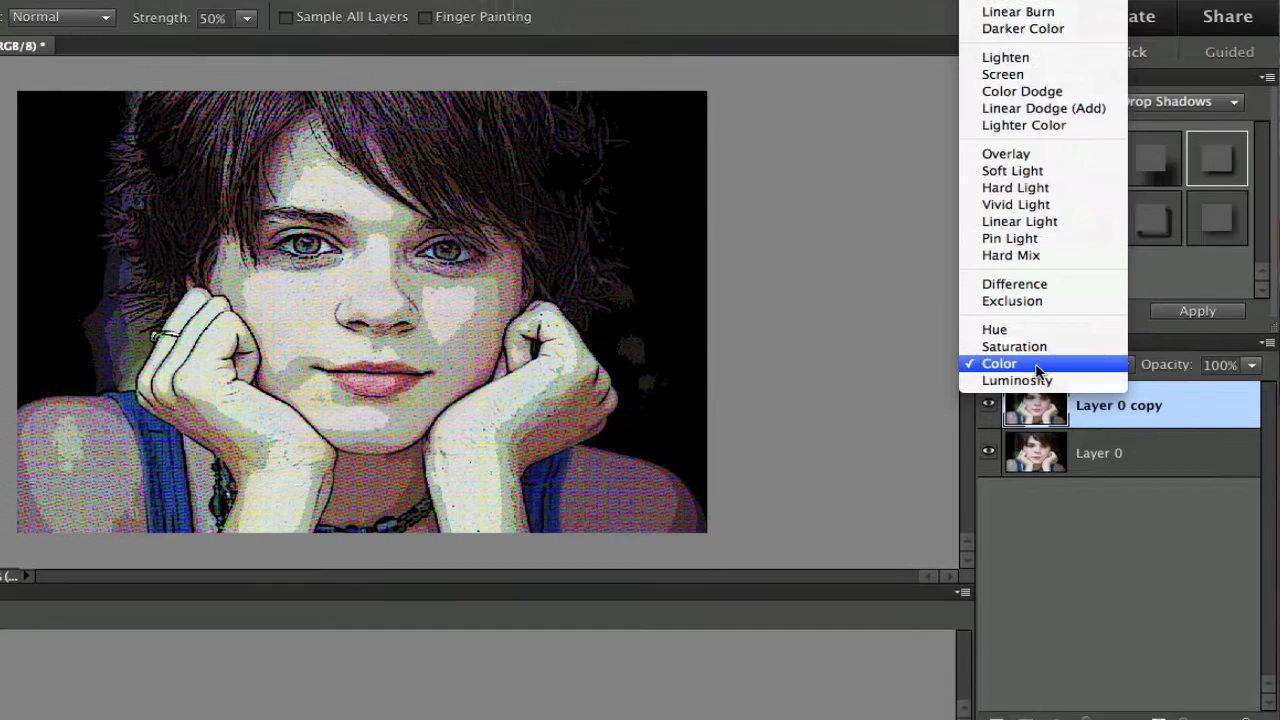 : Normal Strength: 50% Sample All Layers Finger Painting
RGB/8) *
Linear Burn
Darker Color
Lighten
Screen
Color Dodge
Linear Dodge (Add)
Lighter Color
Overlay
Soft Light
Hard Light
Vivid Light
Linear Light
Pin Light
Hard Mix
Difference
Exclusion
Hue
Saturation
✓ Color
Luminosity
ate Share
ick Guided
Drop Shadows
Apply
Opacity: 100%
Layer 0 copy
Layer 0
(...